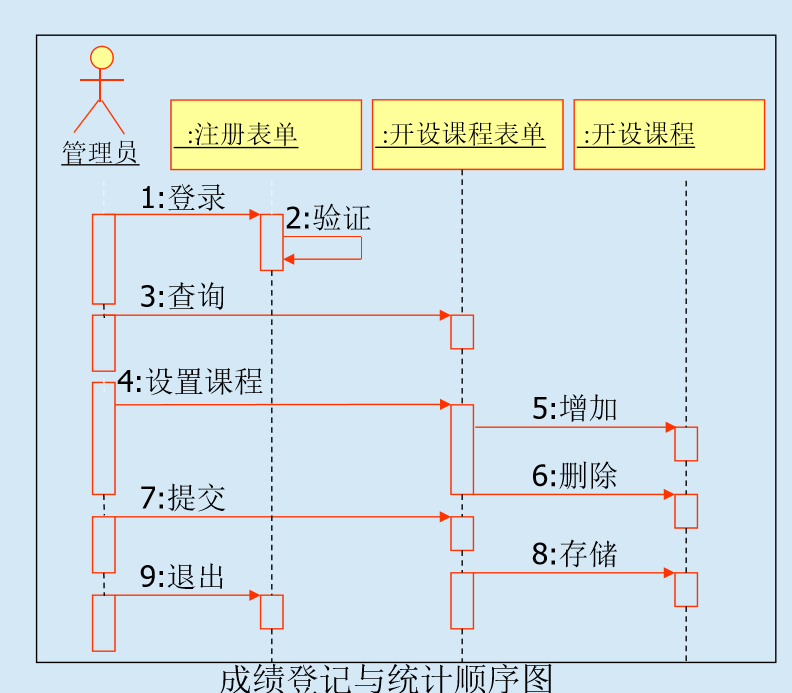 管理员
:注册表单
:开设课程表单
:开设课程
1:登录
2:验证
3:查询
4:设置课程
5:增加
6:删除
7:提交
8:存储
9:退出
成绩登记与统计顺序图